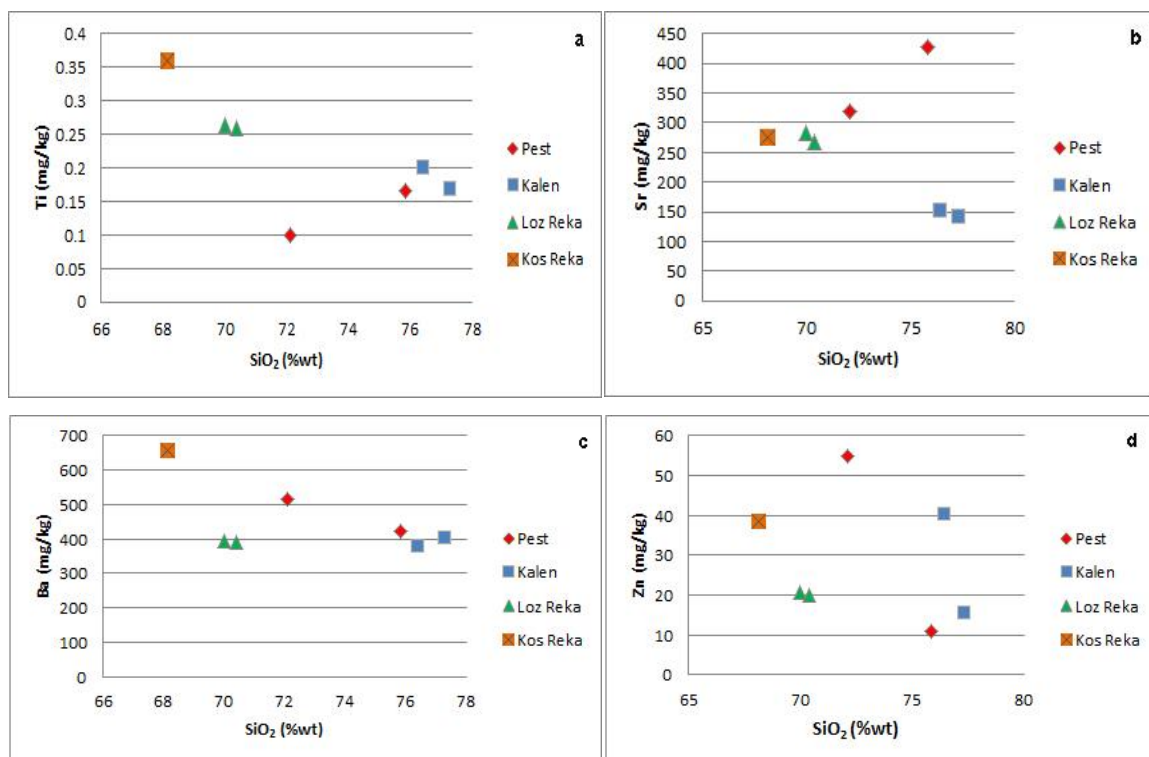 a
0.4
0.35
0.3
0.25
0.2
0.15
0.1
0.05
0
Ti (mg/kg)
66 68 70 72 74 76 78
SiO₂ (%wt)
Pest
Kalen
Loz Reka
Kos Reka
b
450
400
350
300
250
200
150
100
50
0
Sr (mg/kg)
65 70 75 80
SiO₂ (%wt)
Pest
Kalen
Loz Reka
Kos Reka
c
700
600
500
400
300
200
100
0
Ba (mg/kg)
66 68 70 72 74 76 78
SiO₂ (%wt)
Pest
Kalen
Loz Reka
Kos Reka
d
60
50
40
30
20
10
0
Zn (mg/kg)
65 70 75 80
SiO₂ (%wt)
Pest
Kalen
Loz Reka
Kos Reka